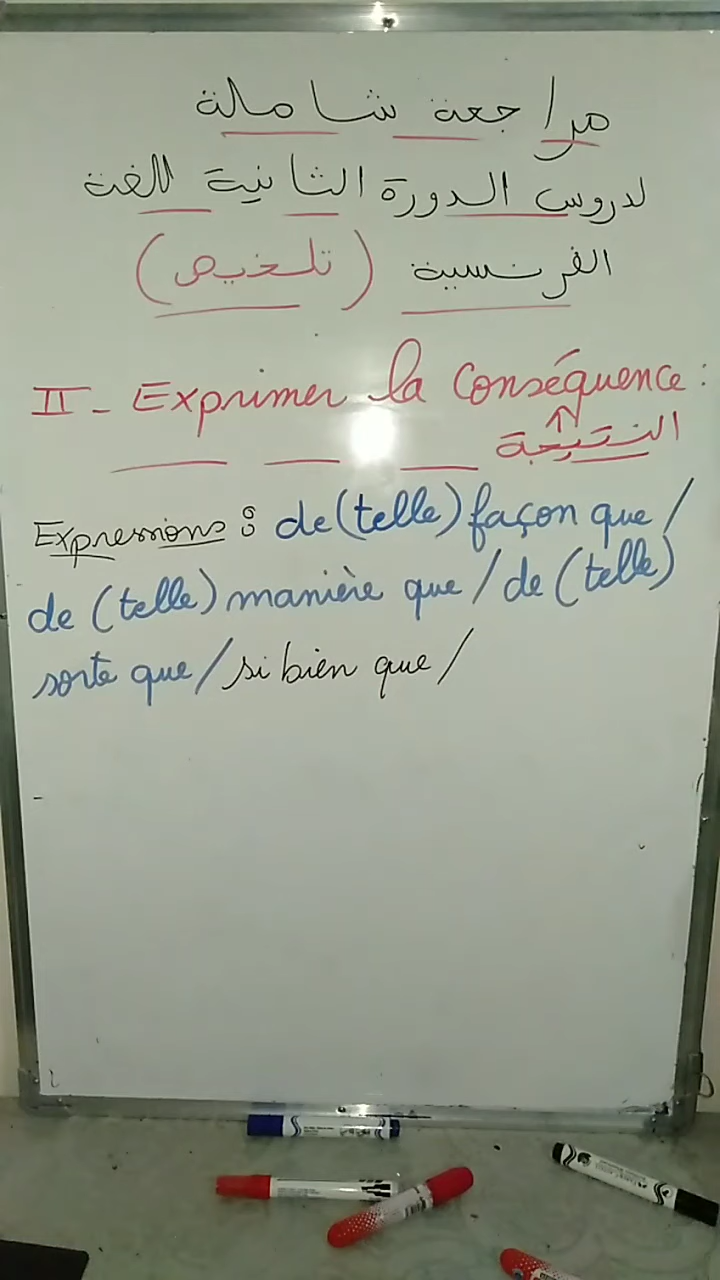 مراجعة شاملة
لدروس الدورة الثانية للغة
الفرنسية (تلخيص)
II - Exprimer la Conséquence :
النتيجة
Expressions : de (telle) façon que /
de (telle) manière que / de (telle)
sorte que / si bien que /